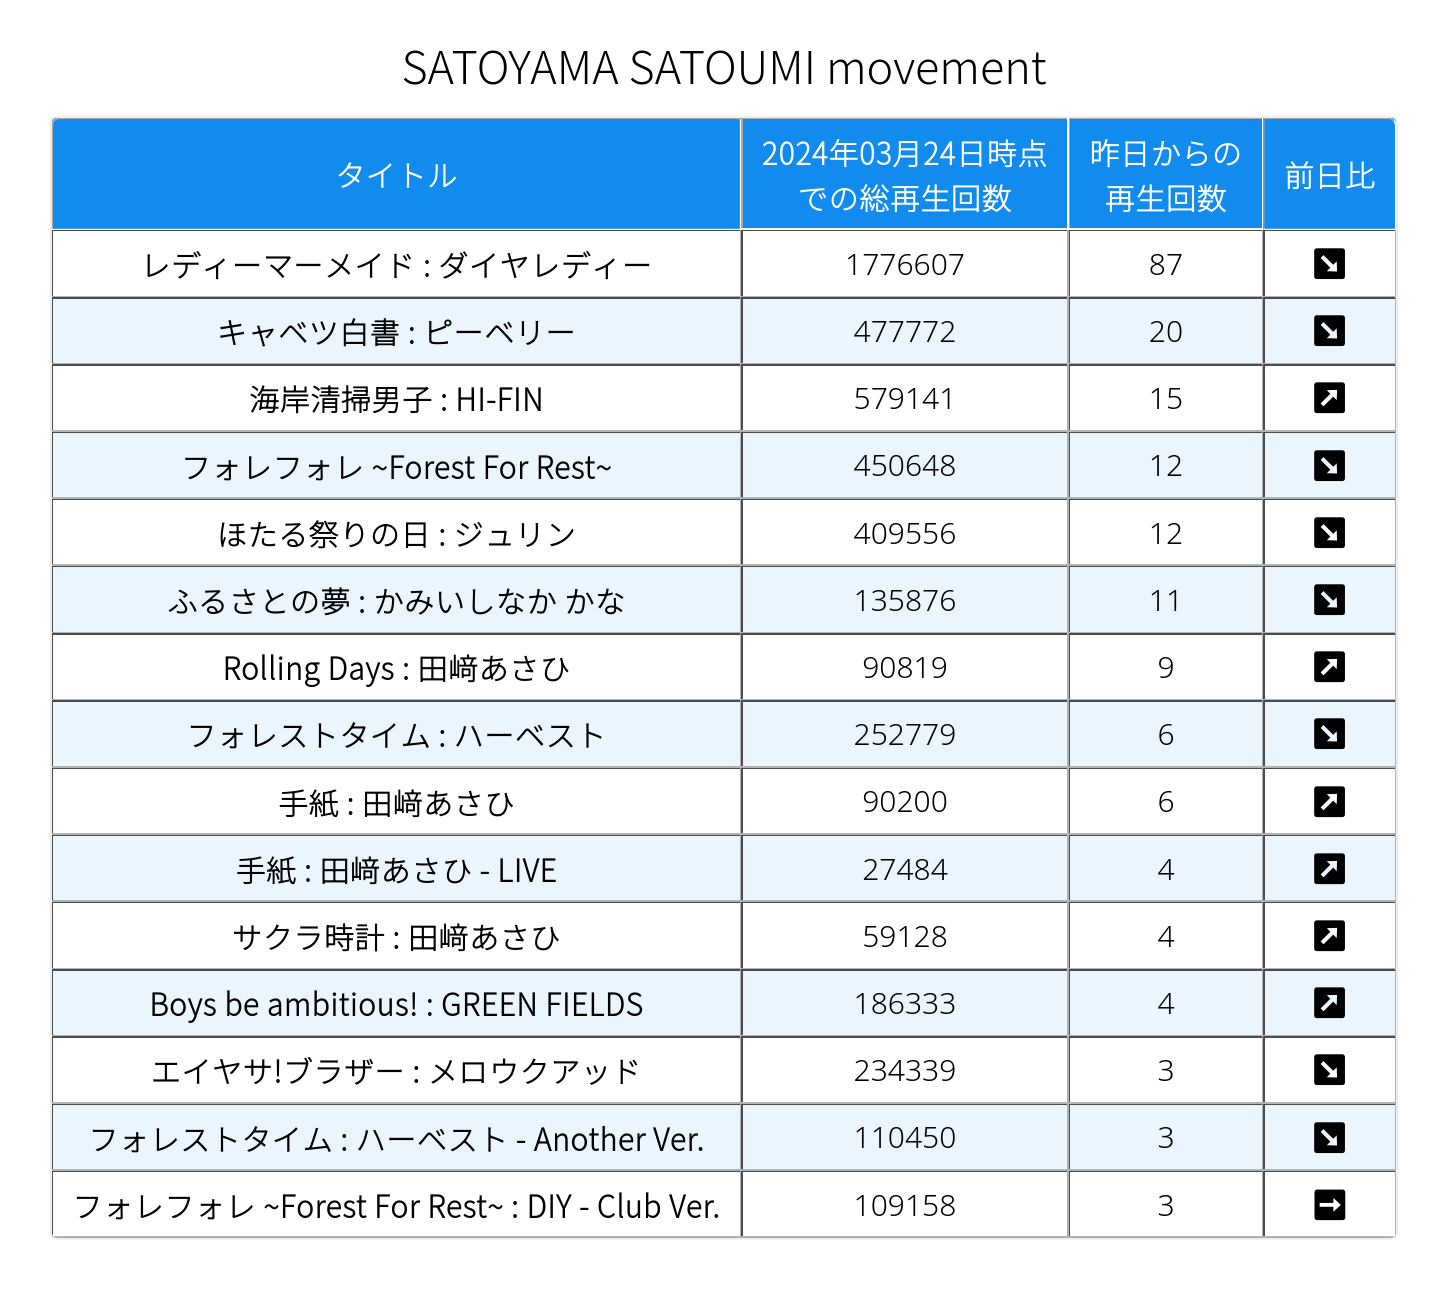 SATOYAMA SATOUMI movement
タイトル 2024年03月24日時点での総再生回数 昨日からの再生回数 前日比
レディーマーメイド : ダイヤレディー 1776607 87 ↘
キャベツ白書 : ピーベリー 477772 20 ↘
海岸清掃男子 : HI-FIN 579141 15 ↗
フォレフォレ ~Forest For Rest~ 450648 12 ↘
ほたる祭りの日 : ジュリン 409556 12 ↘
ふるさとの夢 : かみいしなか かな 135876 11 ↘
Rolling Days : 田﨑あさひ 90819 9 ↗
フォレストタイム : ハーベスト 252779 6 ↘
手紙 : 田﨑あさひ 90200 6 ↗
手紙 : 田﨑あさひ - LIVE 27484 4 ↗
サクラ時計 : 田﨑あさひ 59128 4 ↗
Boys be ambitious! : GREEN FIELDS 186333 4 ↗
エイヤサ!ブラザー : メロウクアッド 234339 3 ↘
フォレストタイム : ハーベスト - Another Ver. 110450 3 ↘
フォレフォレ ~Forest For Rest~ : DIY - Club Ver. 109158 3 →